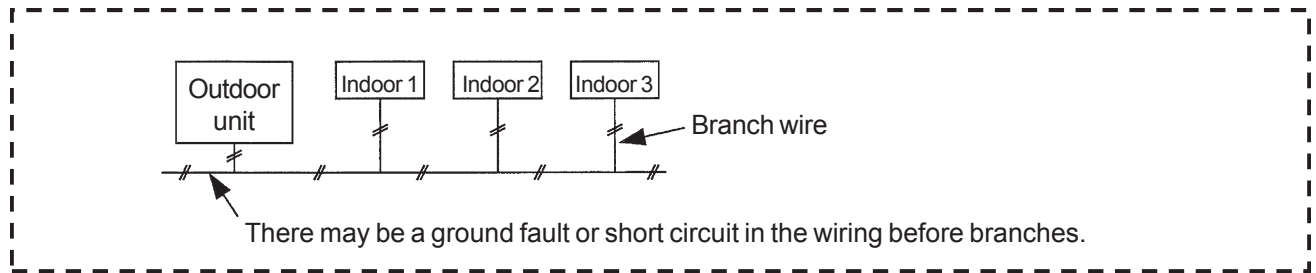 Outdoor
unit
Indoor 1
Indoor 2
Indoor 3
Branch wire
There may be a ground fault or short circuit in the wiring before branches.